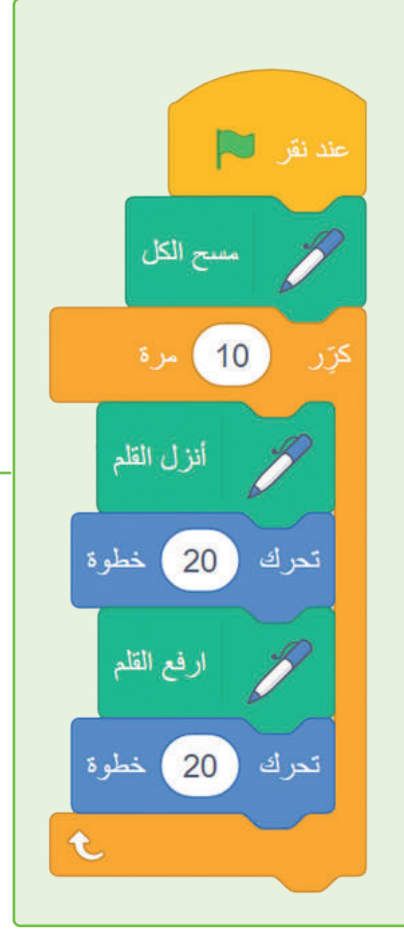 عند نقر
مسح الكل
كرّر 10 مرة
أنزل القلم
تحرك 20 خطوة
ارفع القلم
تحرك 20 خطوة